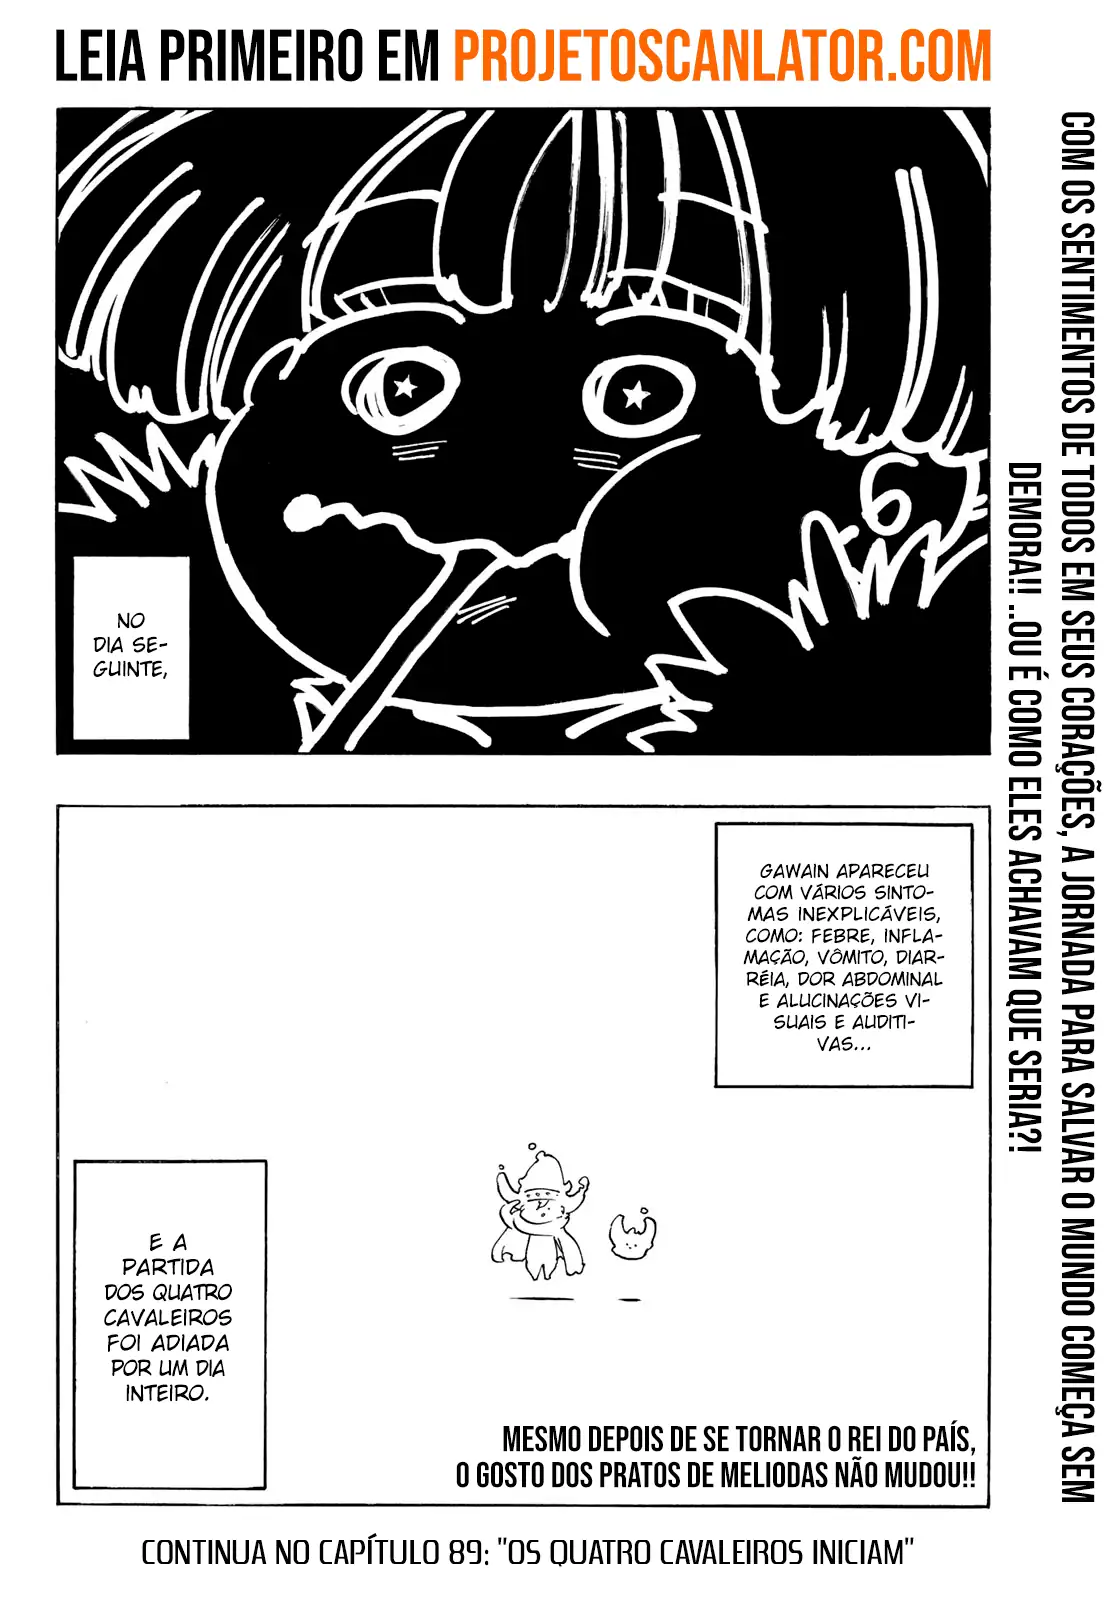 LEIA PRIMEIRO EM PROJETOSCANLATOR.COM
COM OS SENTIMENTOS DE TODOS EM SEUS CORAÇÕES, A JORNADA PARA SALVAR O MUNDO COMEÇA SEM
DEMORA!! ..OU É COMO ELES ACHAVAM QUE SERIA?!
6
NO
DIA SE-
GUINTE,
GAWAIN APARECEU
COM VÁRIOS SINTO-
MAS INEXPLICÁVEIS,
COMO: FEBRE, INFLA-
MAÇÃO, VÔMITO, DIAR-
RÉIA, DOR ABDOMINAL
E ALUCINAÇÕES VI-
SUAIS E AUDITI-
VAS...
E A
PARTIDA
DOS QUATRO
CAVALEIROS
FOI ADIADA
POR UM DIA
INTEIRO.
MESMO DEPOIS DE SE TORNAR O REI DO PAÍS,
O GOSTO DOS PRATOS DE MELIODAS NÃO MUDOU!!
CONTINUA NO CAPÍTULO 89: "OS QUATRO CAVALEIROS INICIAM"